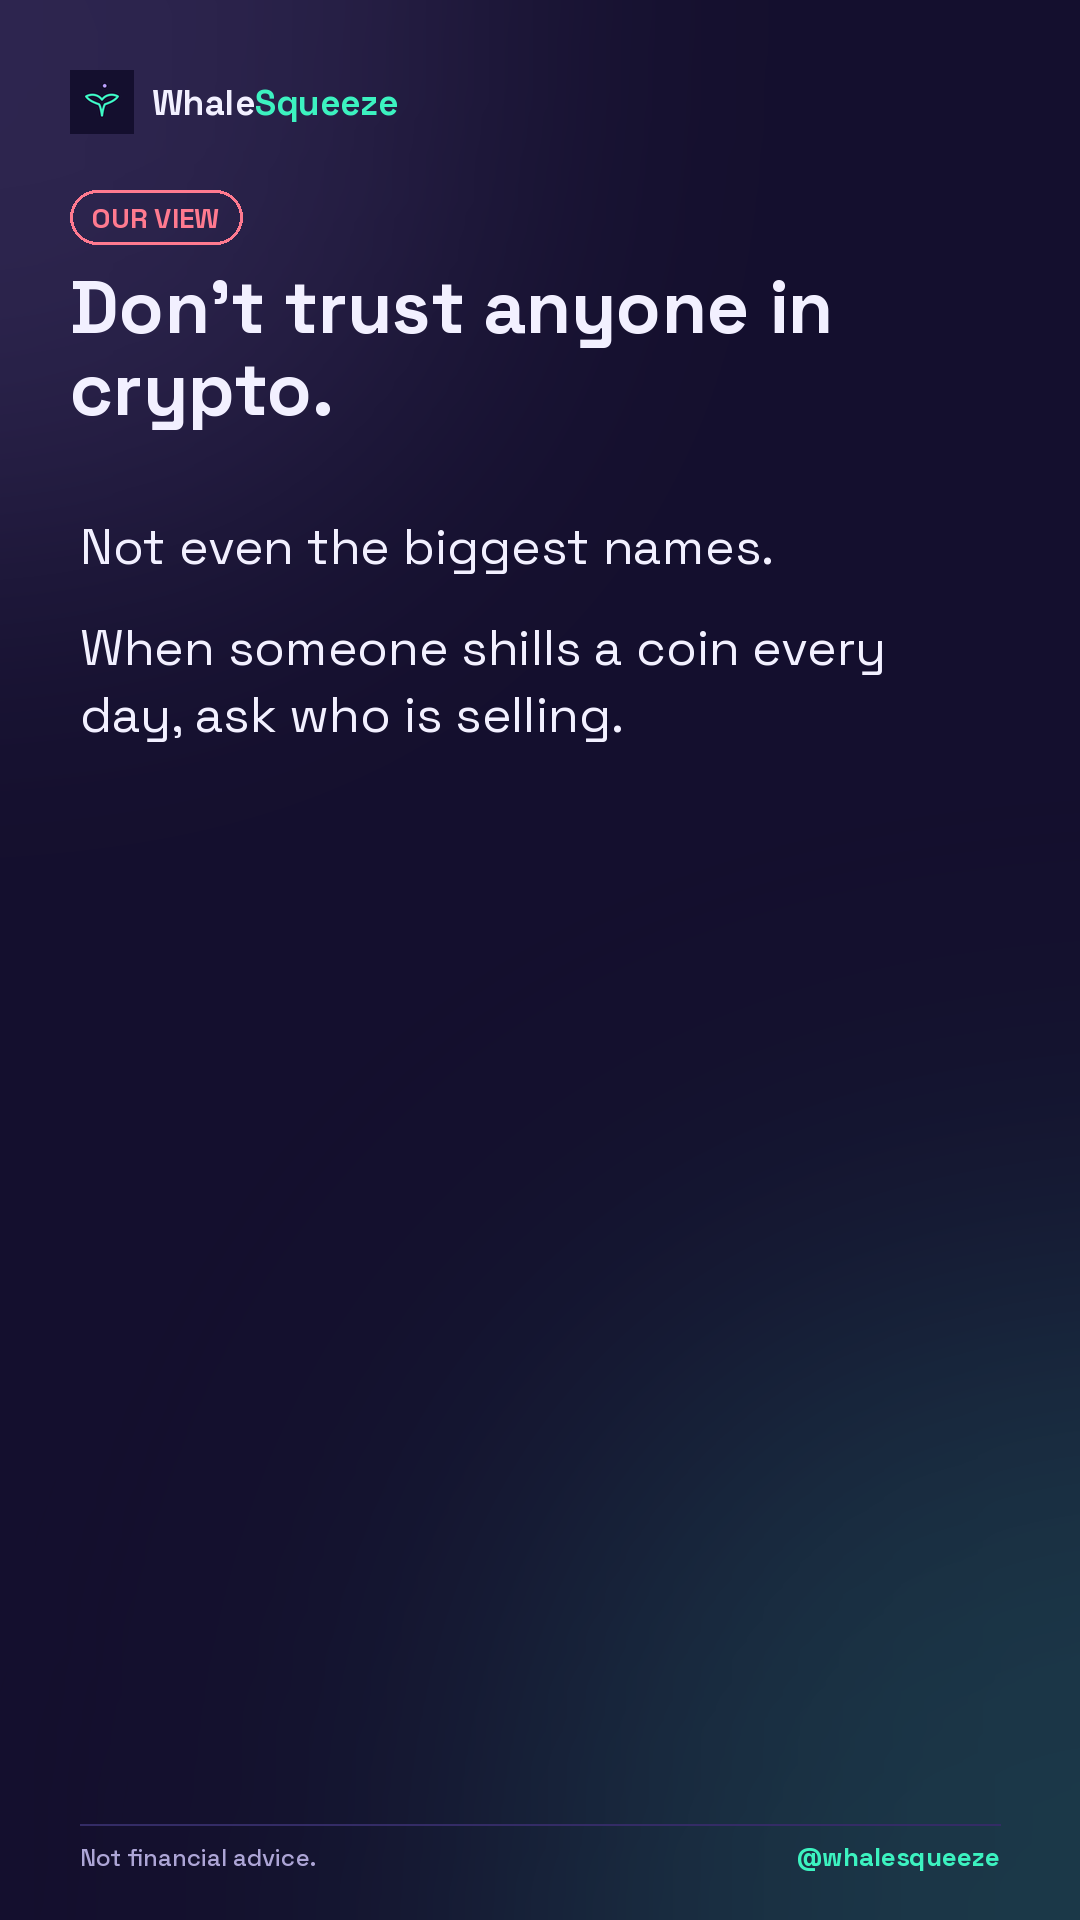 WhaleSqueeze
OUR VIEW
Don’t trust anyone in
crypto.
Not even the biggest names.
When someone shills a coin every
day, ask who is selling.
Not financial advice.
@whalesqueeze